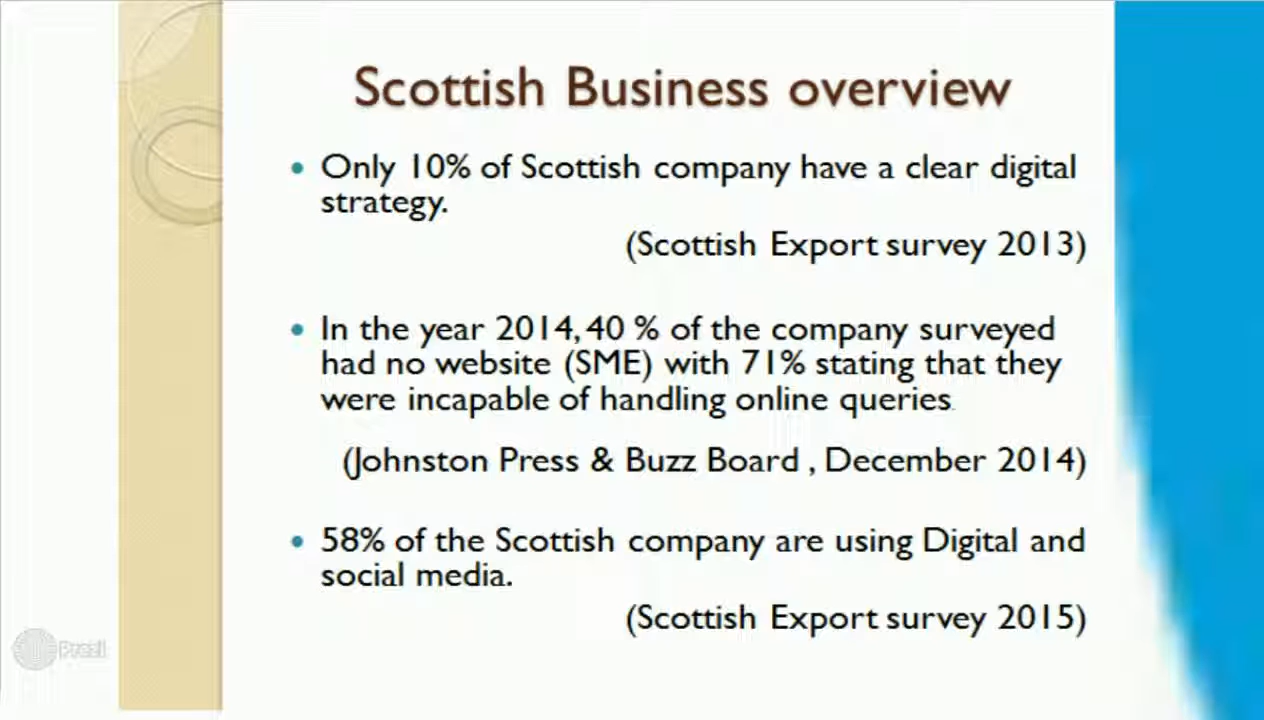 Scottish Business overview
• Only 10% of Scottish company have a clear digital
strategy.
(Scottish Export survey 2013)
• In the year 2014, 40 % of the company surveyed
had no website (SME) with 71% stating that they
were incapable of handling online queries.
(Johnston Press & Buzz Board , December 2014)
• 58% of the Scottish company are using Digital and
social media.
(Scottish Export survey 2015)
Prezi